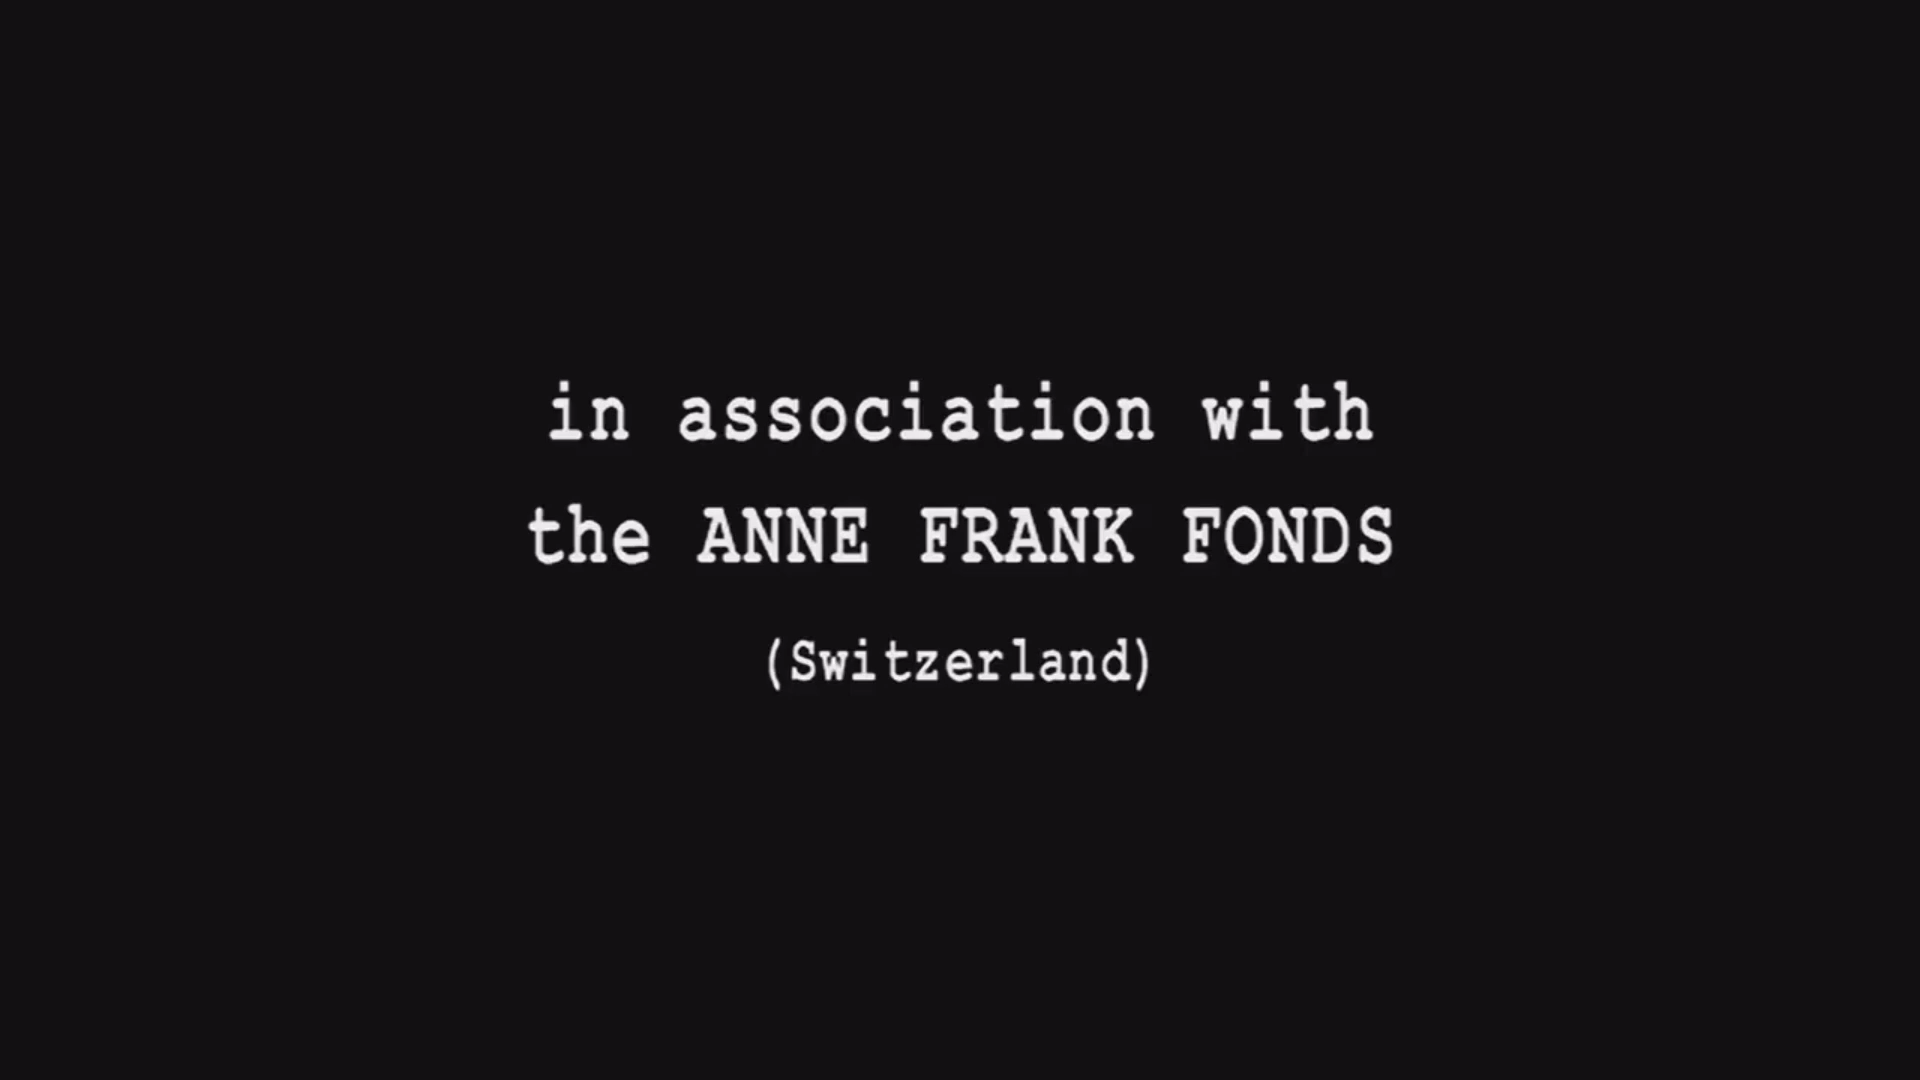 in association with
the ANNE FRANK FONDS
(Switzerland)